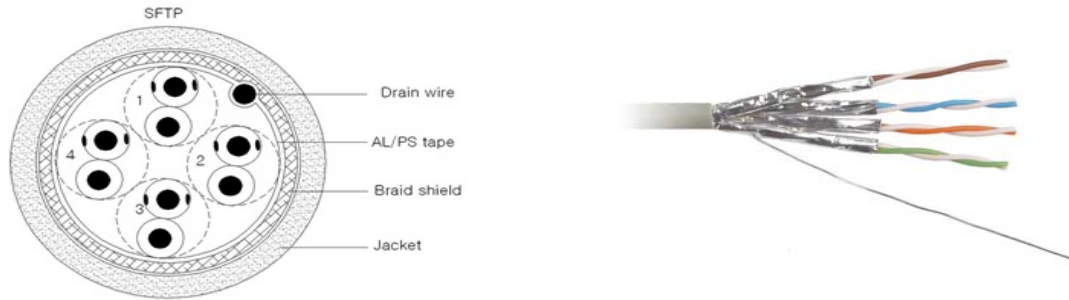 SFTP
1
Drain wire
4
2
AL/PS tape
Braid shield
3
Jacket